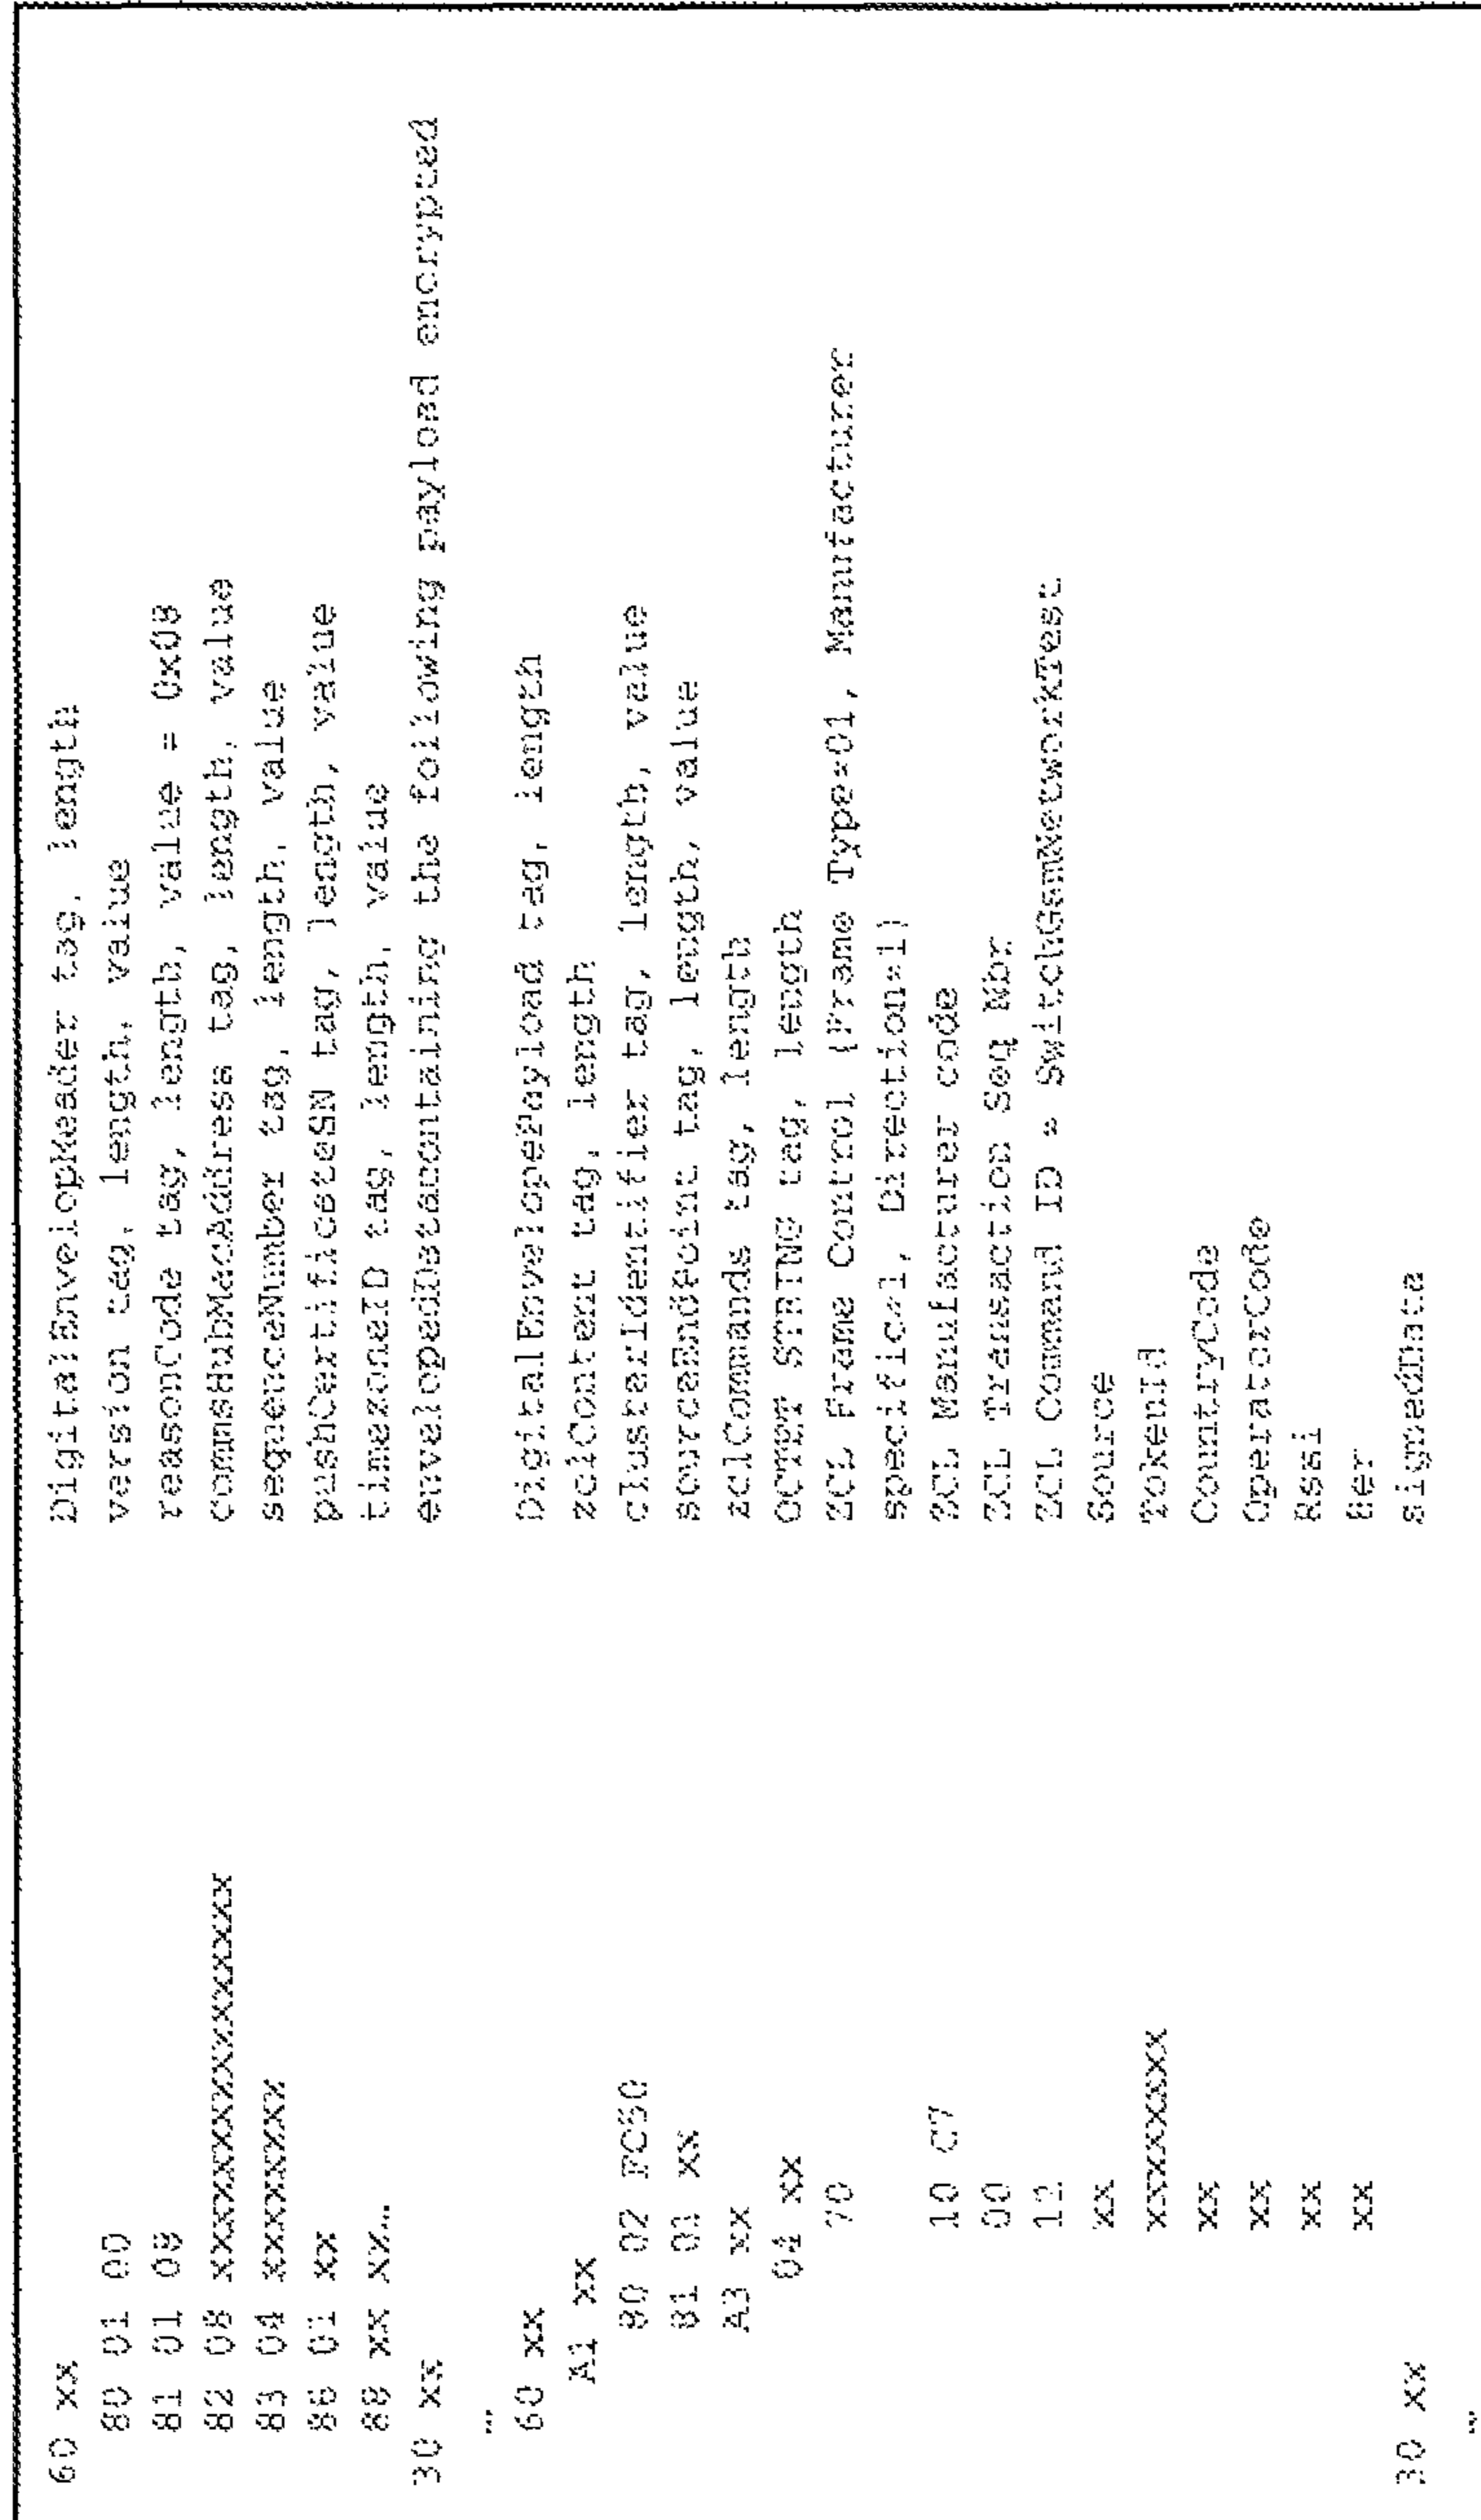 60 xx DigitalEnvelopHeader tag, length
80 01 00 version tag, length, value
81 01 08 reasonCode tag, length, value = 0x08
82 08 xxxxxxxxxxxxxxxx commsHubMacAddress tag, length, value
83 04 xxxxxxxx sequenceNumber tag, length, value
86 01 xx pushCertificateSN tag, length, value
88 xx xx… timezoneID tag, length, value
30 xx envelopedDatacontaining the following payload encrypted
…
60 xx DigitalEnvelopePayload tag, length
A1 xx zclContent tag, length
80 02 FC50 clusterIdentifier tag, length, value
81 01 xx sourceEndPoint tag, length, value
A3 xx zclCommands tag, length
04 xx OCTET STRING tag, length
70 ZCL Frame Control (Frame Type=01, Manufacturer
specific=1, Direction=1)
10 C7 ZCL Manufacturer code
00 ZCL Transaction Seq Nbr
12 ZCL Command ID = SwitchGsmNetworkTest
xx Source
xxxxxxxx TokenId
xx CountryCode
xx OperatorCode
xx Rssi
xx Ber
30 xx signedData
…